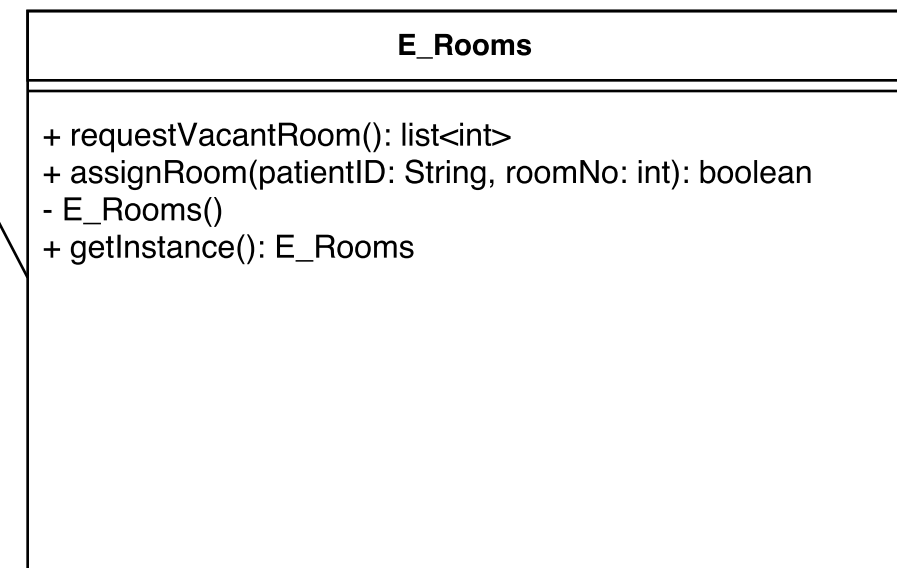 E_Rooms
+ requestVacantRoom(): list<int>
+ assignRoom(patientID: String, roomNo: int): boolean
- E_Rooms()
+ getInstance(): E_Rooms